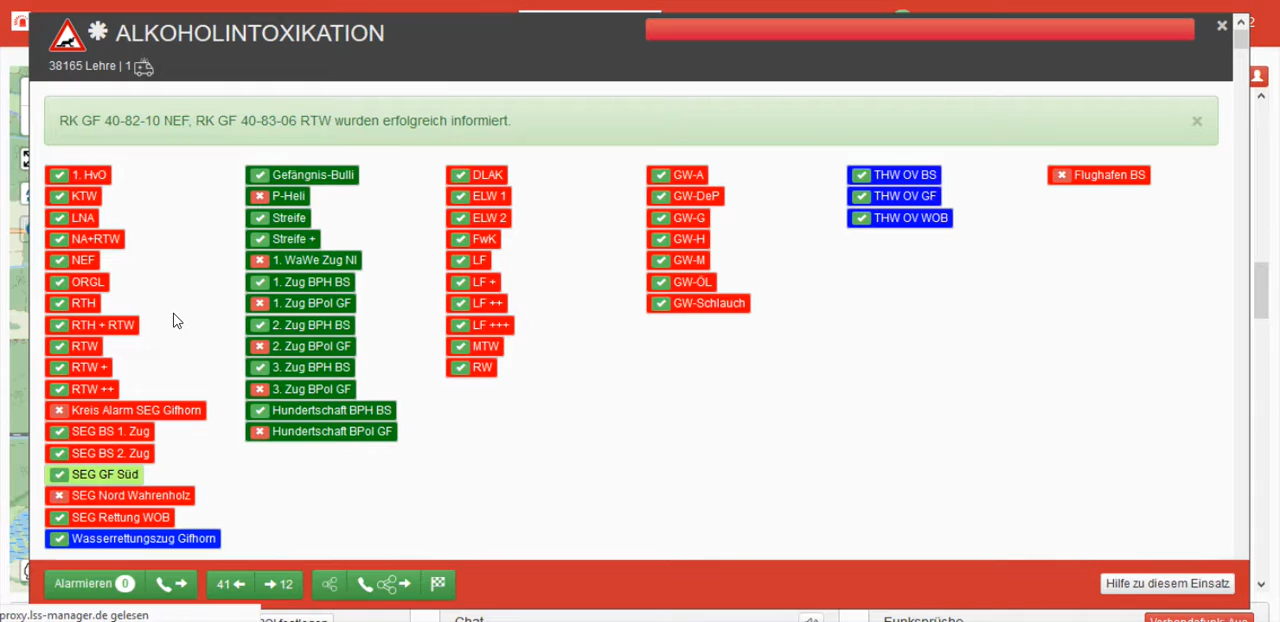 ALKOHOLINTOXIKATION
38165 Lehre | 1
RK GF 40-82-10 NEF, RK GF 40-83-06 RTW wurden erfolgreich informiert.
1. HvO
KTW
LNA
NA+RTW
NEF
ORGL
RTH
RTH + RTW
RTW
RTW +
RTW ++
Kreis Alarm SEG Gifhorn
SEG BS 1. Zug
SEG BS 2. Zug
SEG GF Süd
SEG Nord Wahrenholz
SEG Rettung WOB
Wasserrettungszug Gifhorn
Gefängnis-Bulli
P-Heli
Streife
Streife +
1. WaWe Zug NI
1. Zug BPH BS
1. Zug BPol GF
2. Zug BPH BS
2. Zug BPol GF
3. Zug BPH BS
3. Zug BPol GF
Hundertschaft BPH BS
Hundertschaft BPol GF
DLAK
ELW 1
ELW 2
FwK
LF
LF +
LF ++
LF +++
MTW
RW
GW-A
GW-DeP
GW-G
GW-H
GW-M
GW-ÖL
GW-Schlauch
THW OV BS
THW OV GF
THW OV WOB
Flughafen BS
Alarmieren 0
41
12
Hilfe zu diesem Einsatz
proxy.lss-manager.de gelesen
Chat
Funksprüche
Verbandsfunk: Aus